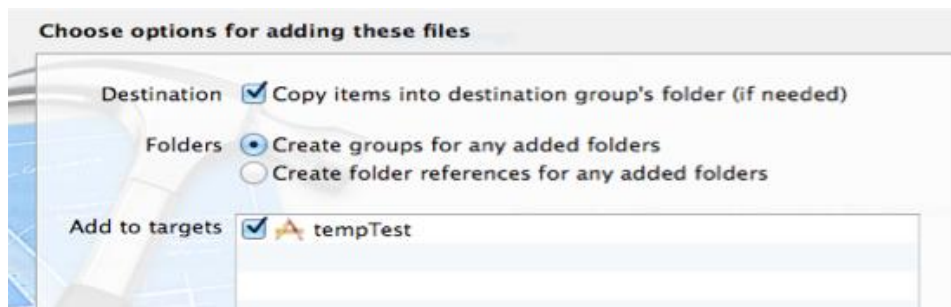 Choose options for adding these files
Destination Copy items into destination group's folder (if needed)
Folders Create groups for any added folders
Create folder references for any added folders
Add to targets tempTest